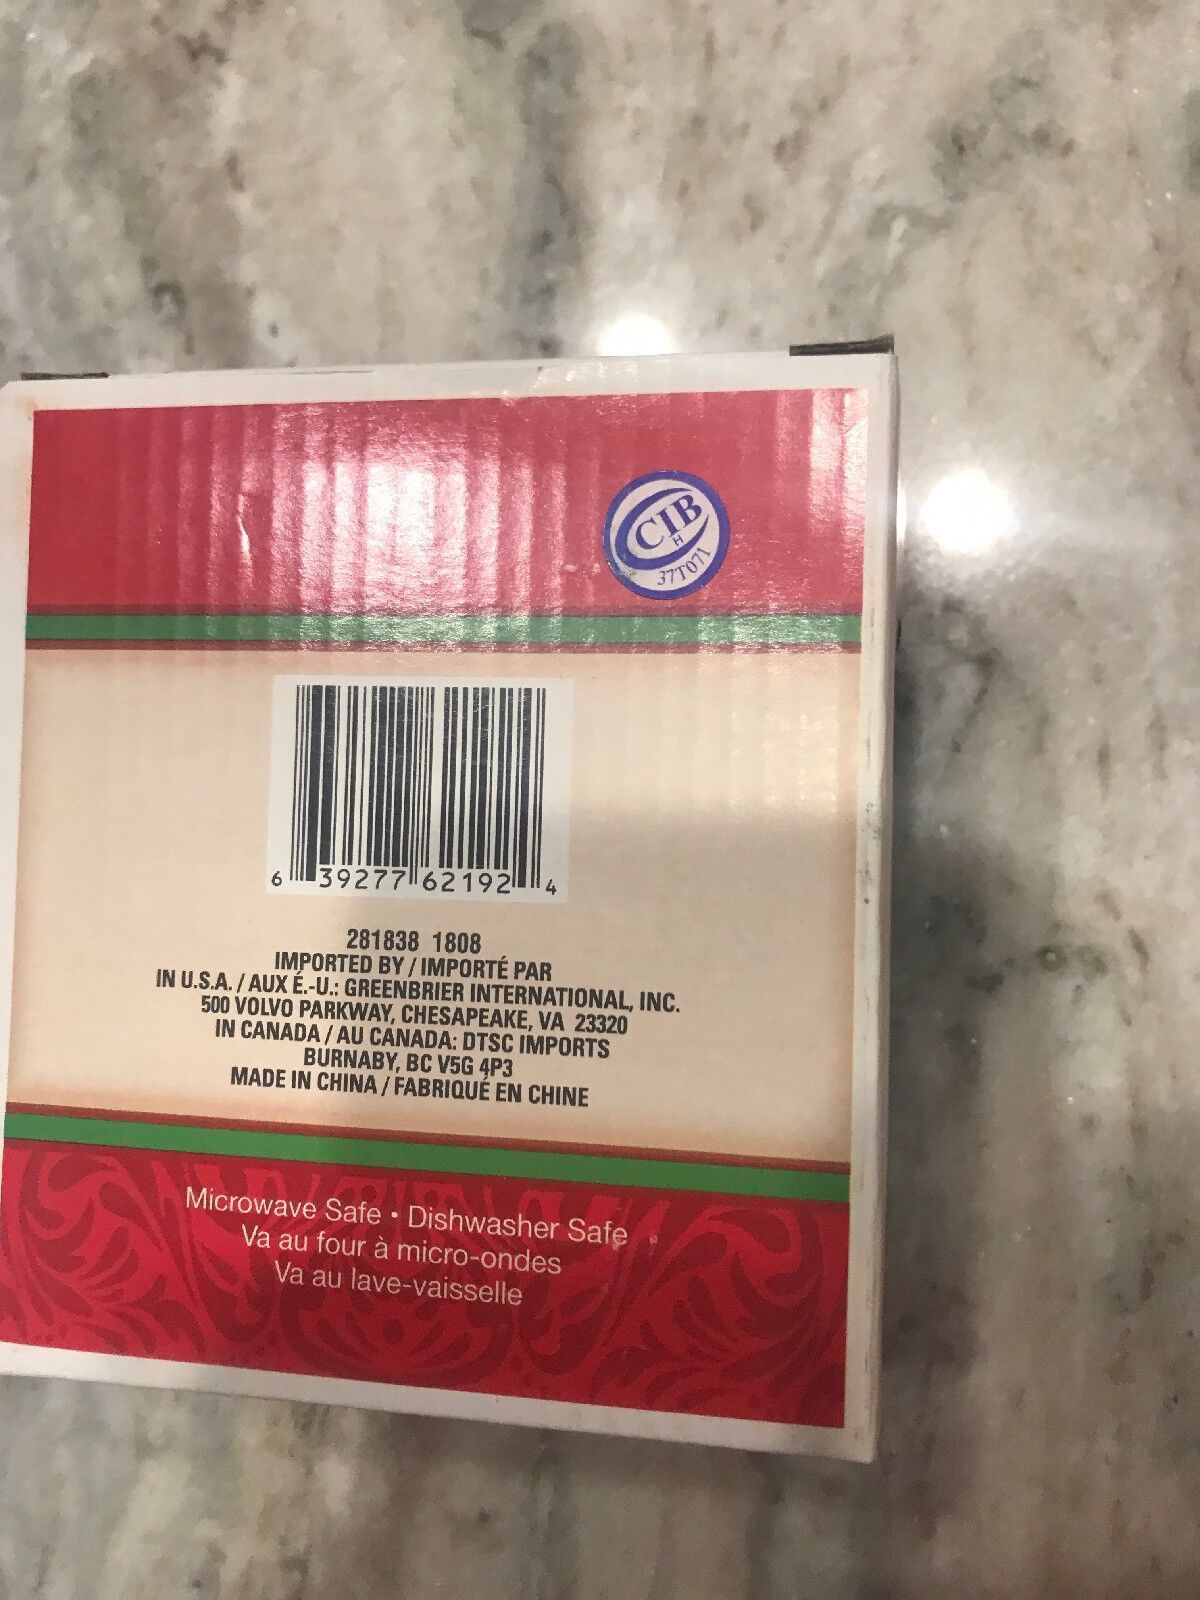 CIB
H
37T071
6 39277 62192 4
281838 1808
IMPORTED BY / IMPORTÉ PAR
IN U.S.A. / AUX É.-U.: GREENBRIER INTERNATIONAL, INC.
500 VOLVO PARKWAY, CHESAPEAKE, VA 23320
IN CANADA / AU CANADA: DTSC IMPORTS
BURNABY, BC V5G 4P3
MADE IN CHINA / FABRIQUÉ EN CHINE
Microwave Safe • Dishwasher Safe
Va au four à micro-ondes
Va au lave-vaisselle